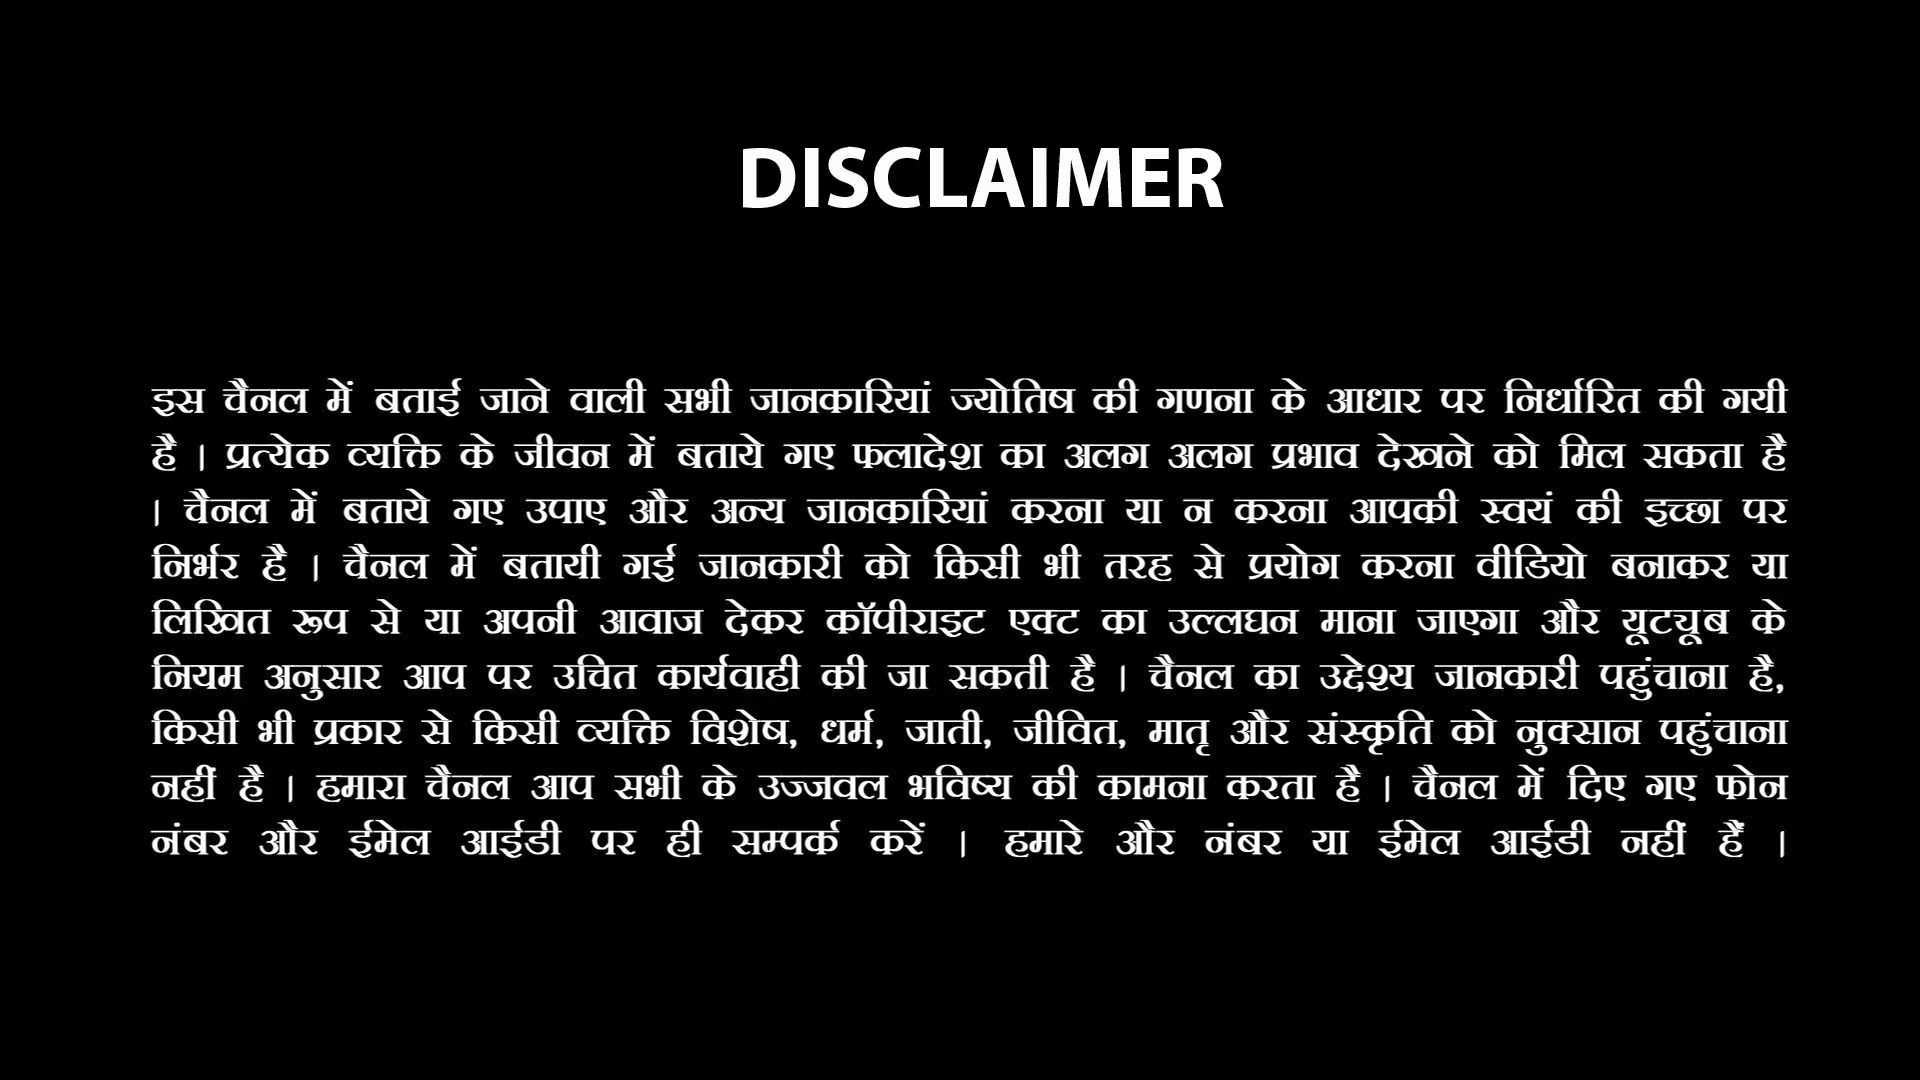 DISCLAIMER
इस चैनल में बताई जाने वाली सभी जानकारियां ज्योतिष की गणना के आधार पर निर्धारित की गयी
है । प्रत्येक व्यक्ति के जीवन में बताये गए फलादेश का अलग अलग प्रभाव देखने को मिल सकता है
। चैनल में बताये गए उपाए और अन्य जानकारियां करना या न करना आपकी स्वयं की इच्छा पर
निर्भर है । चैनल में बतायी गई जानकारी को किसी भी तरह से प्रयोग करना वीडियो बनाकर या
लिखित रूप से या अपनी आवाज देकर कॉपीराइट एक्ट का उल्लघन माना जाएगा और यूट्यूब के
नियम अनुसार आप पर उचित कार्यवाही की जा सकती है । चैनल का उद्देश्य जानकारी पहुंचाना है,
किसी भी प्रकार से किसी व्यक्ति विशेष, धर्म, जाती, जीवित, मातृ और संस्कृति को नुक्सान पहुंचाना
नहीं है । हमारा चैनल आप सभी के उज्जवल भविष्य की कामना करता है । चैनल में दिए गए फोन
नंबर और ईमेल आईडी पर ही सम्पर्क करें । हमारे और नंबर या ईमेल आईडी नहीं हैं ।